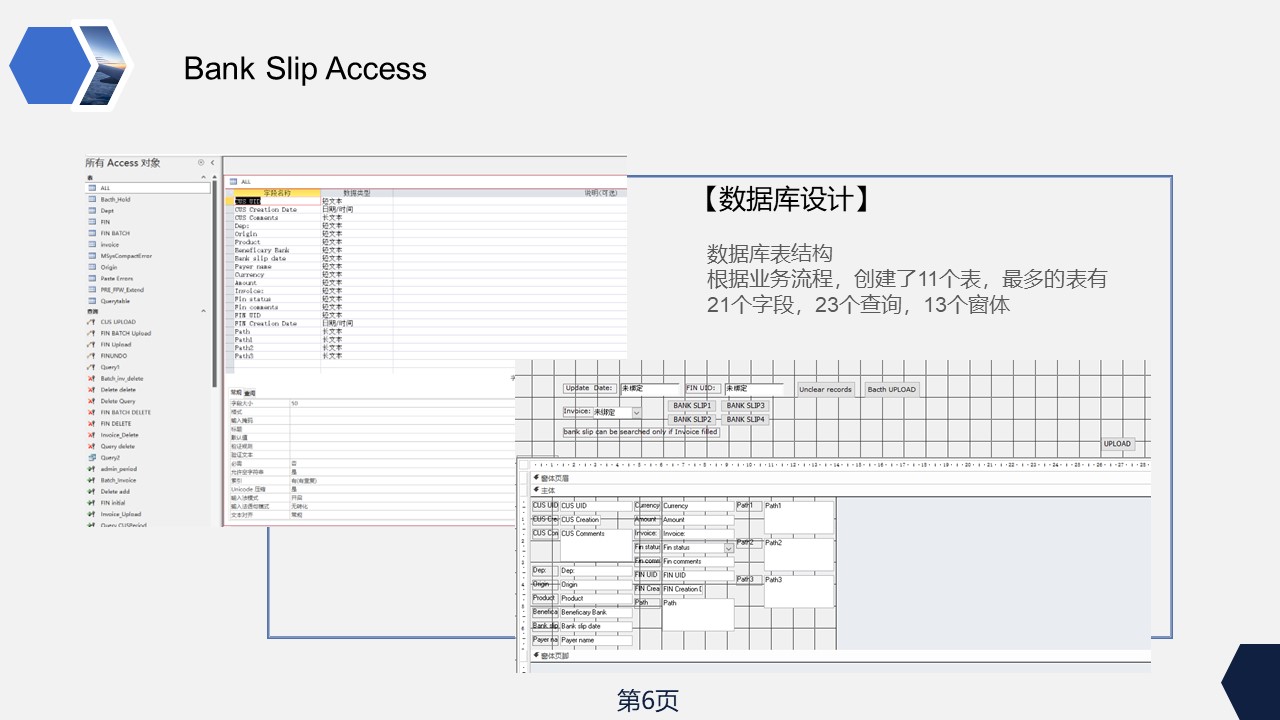 Bank Slip Access
所有 Access 对象
表
ALL
Bacth_Hold
Dept
FIN
FIN BATCH
invoice
MSysCompactError
Origin
Paste Errors
PRE_FFW_Extend
Querytable
查询
CUS UPLOAD
FIN BATCH Upload
FIN Upload
FINUNDO
Query1
Batch_inv_delete
Delete delete
Delete Query
FIN BATCH DELETE
FIN DELETE
Invoice_Delete
Query delete
Query2
admin_period
Batch_Invoice
Delete add
FIN initial
Invoice_Upload
Query CUSPeriod
ALL
字段名称 数据类型 说明(可选)
CUS UID 短文本
CUS Creation Date 日期/时间
CUS Comments 长文本
Dep: 短文本
Origin 短文本
Product 短文本
Beneficary Bank 短文本
Bank slip date 短文本
Payer name 短文本
Currency 短文本
Amount 短文本
Invoice: 短文本
Fin status 短文本
Fin comments 短文本
FIN UID 短文本
FIN Creation Date 日期/时间
Path 长文本
Path1 长文本
Path2 长文本
Path3 长文本
常规 查阅
字段大小 50
格式
输入掩码
标题
默认值
验证规则
验证文本
必需 否
允许空字符串 是
索引 有(有重复)
Unicode 压缩 是
输入法模式 开启
输入法语句模式 无转化
文本对齐 常规
【数据库设计】
数据库表结构
根据业务流程，创建了11个表，最多的表有
21个字段，23个查询，13个窗体
Update Date: 未绑定 FIN UID: 未绑定 Unclear records Bacth UPLOAD
Invoice: 未绑定 BANK SLIP1 BANK SLIP3
BANK SLIP2 BANK SLIP4
bank slip can be searched only if Invoice filled
UPLOAD
窗体页眉
主体
CUS UID CUS UID Currency Currency Path1 Path1
CUS Crea CUS Creation Amount Amount
CUS Con CUS Comments Invoice: Invoice:
Fin status Fin status Path2 Path2
Fin comm Fin comments
Dep: Dep: FIN UID FIN UID
Origin Origin FIN Crea FIN Creation D Path3 Path3
Product Product Path Path
Benefica Beneficary Bank
Bank slip Bank slip date
Payer na Payer name
窗体页脚
第6页